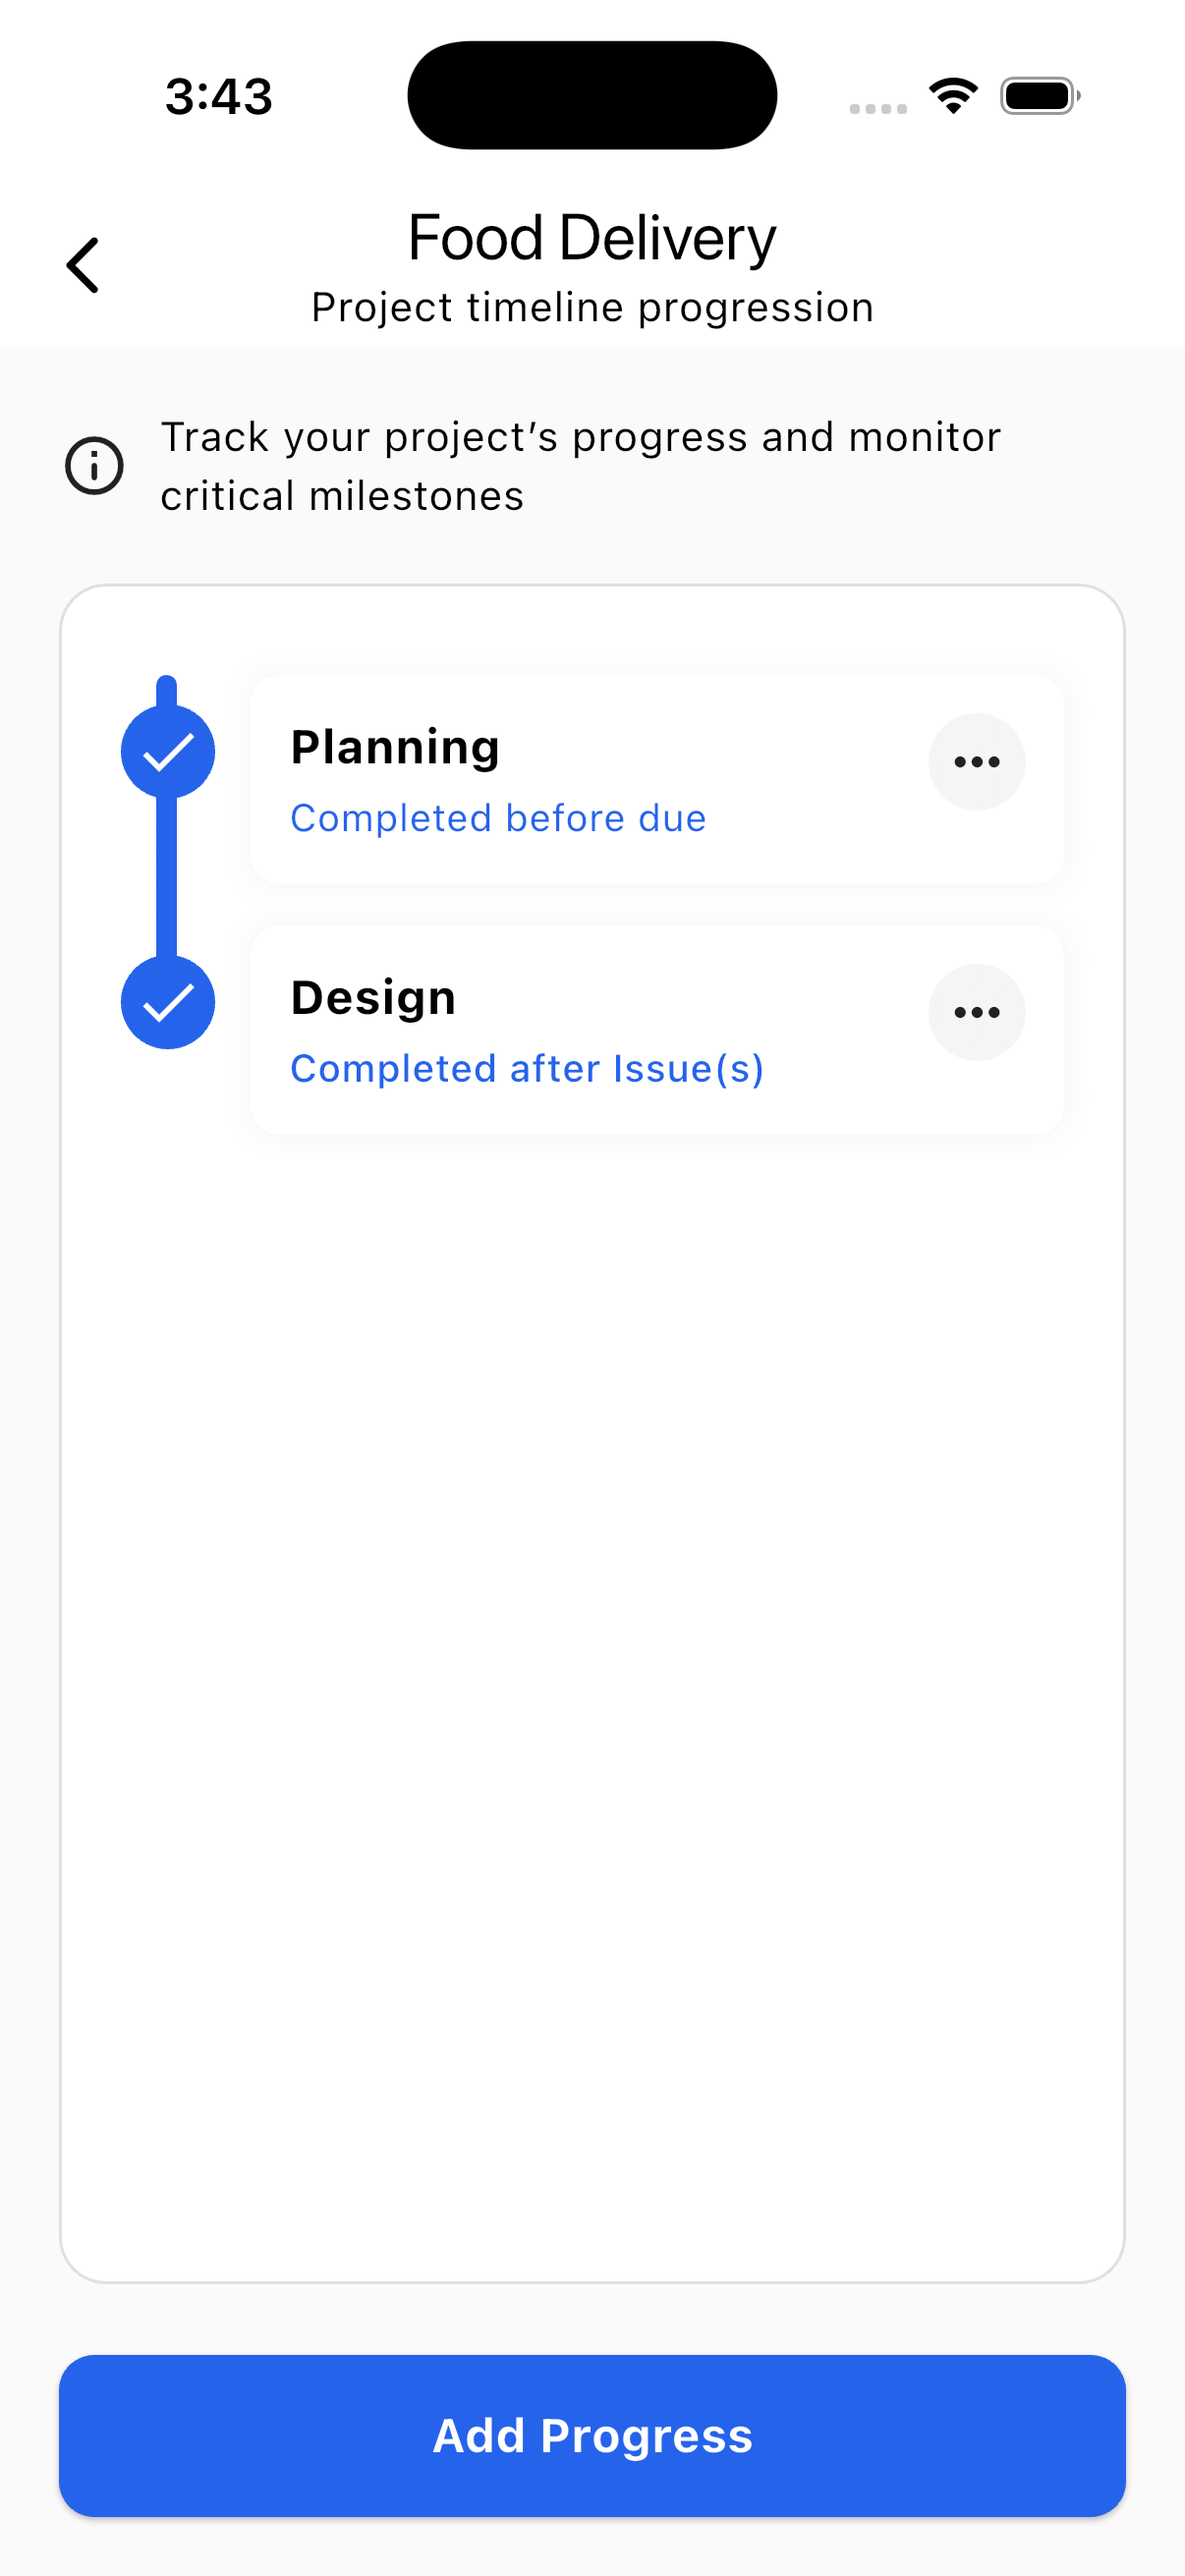 3:43
Food Delivery
Project timeline progression
Track your project’s progress and monitor
critical milestones
Planning
Completed before due
Design
Completed after Issue(s)
Add Progress